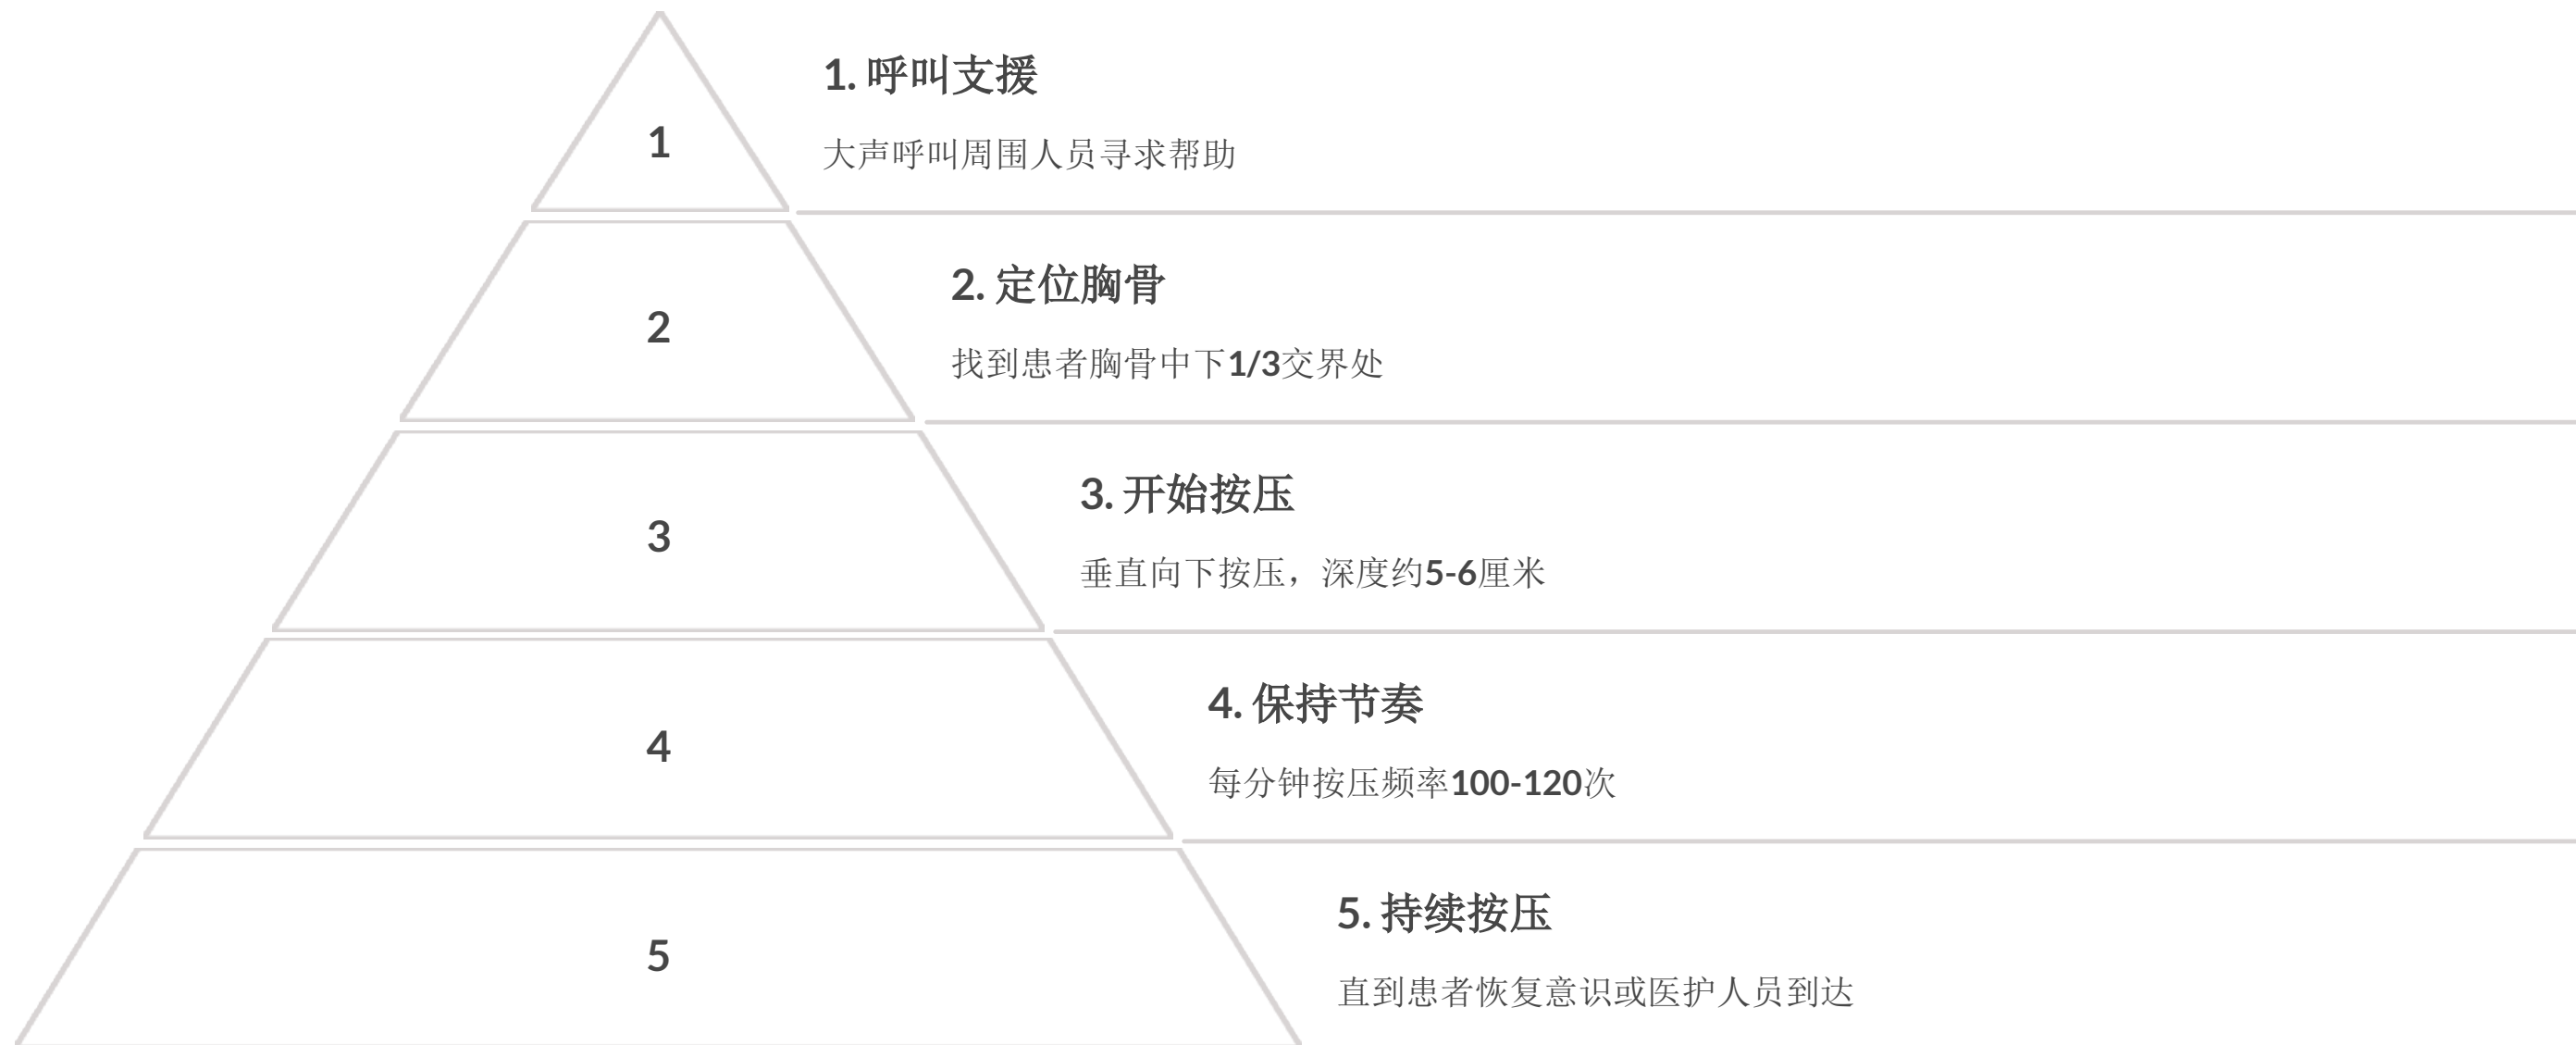 1
1. 呼叫支援
大声呼叫周围人员寻求帮助
2
2. 定位胸骨
找到患者胸骨中下1/3交界处
3
3. 开始按压
垂直向下按压，深度约5-6厘米
4
4. 保持节奏
每分钟按压频率100-120次
5
5. 持续按压
直到患者恢复意识或医护人员到达